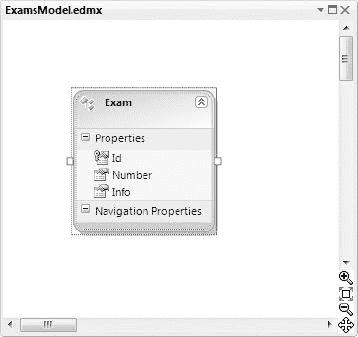 ExamsModel.edmx
Exam
Properties
Id
Number
Info
Navigation Properties